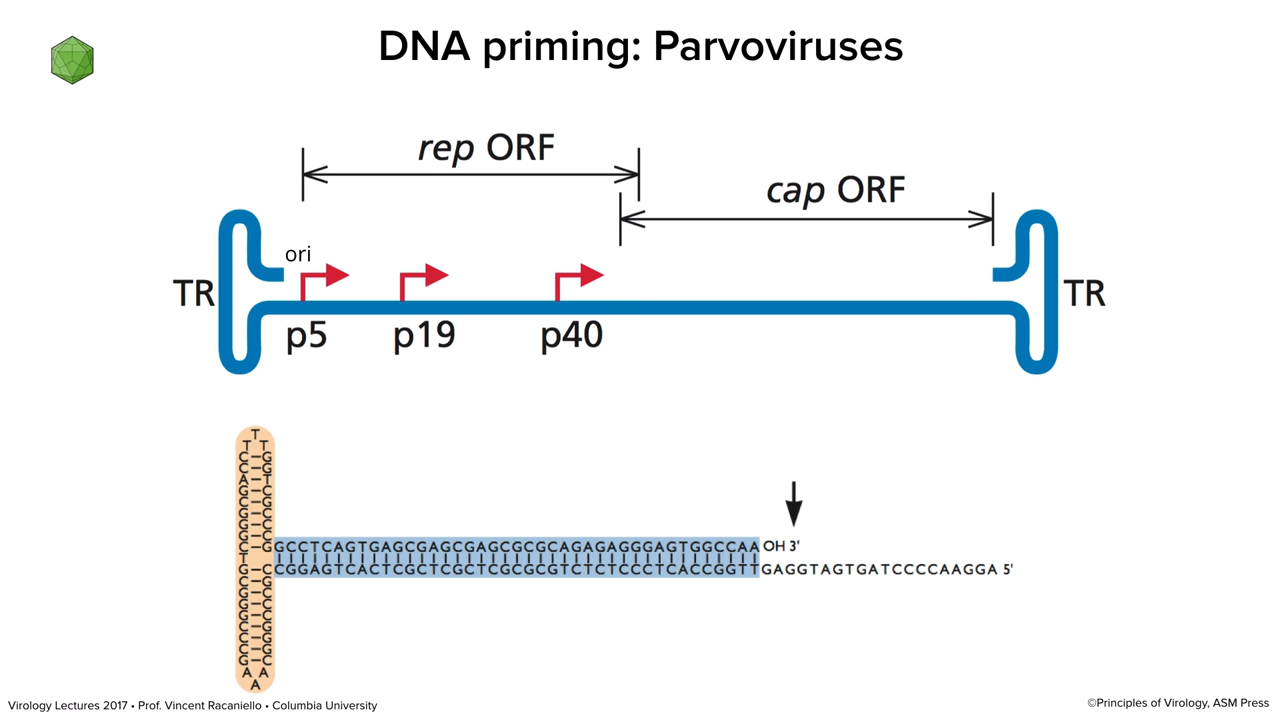 DNA priming: Parvoviruses
rep ORF
cap ORF
ori
TR
TR
p5
p19
p40
T
T T
C–G
C–G
A–T
G–C
C–G
G–C
G–C
G–C
C–G
GCCTCAGTGAGCGAGCGAGCGCGCAGAGAGGGAGTGGCCAA OH 3'
T
G–C
CGGAGTCACTCGCTCGCTCGCGCGTCTCTCCCTCACCGGTTGAGGTAGTGATCCCCAAGGA 5'
C–G
G–C
G–C
G–C
C–G
C–G
C–G
G–C
A A
A
Virology Lectures 2017 • Prof. Vincent Racaniello • Columbia University
©Principles of Virology, ASM Press